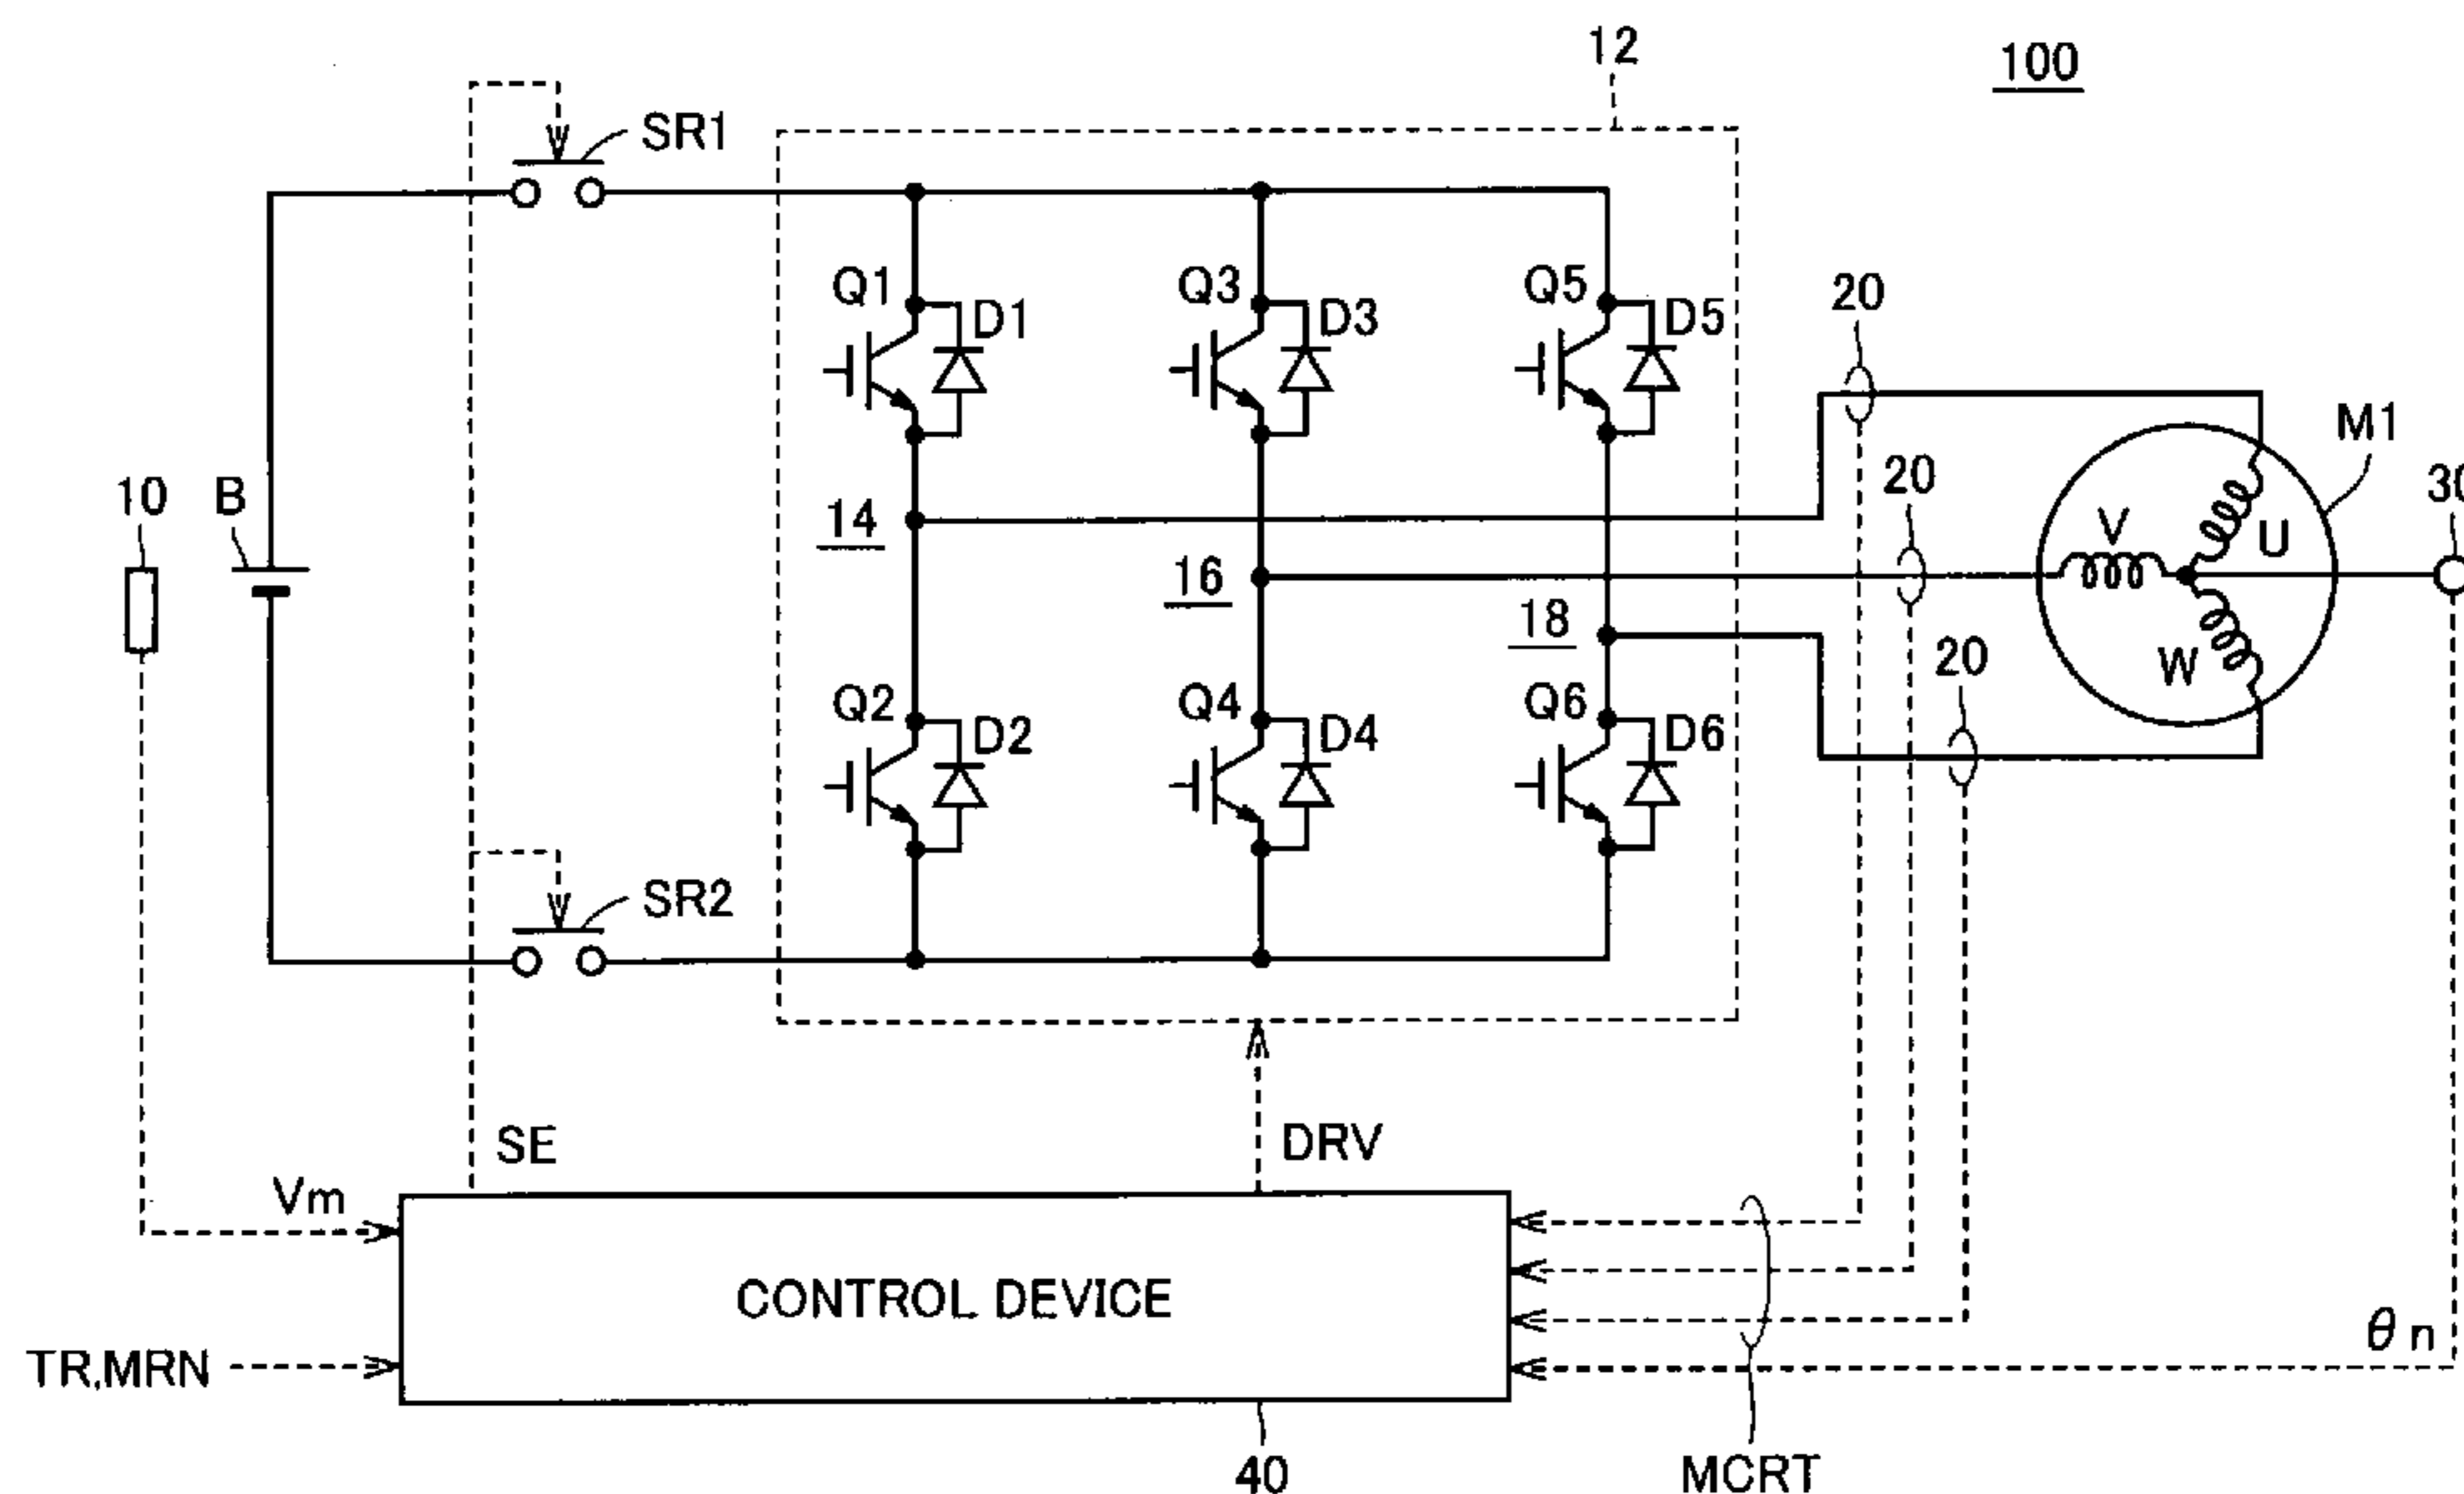 12
100
SR1
Q1
D1
Q3
D3
Q5
D5
20
M1
10
B
14
20
30
V
U
16
18
20
W
Q2
D2
Q4
D4
Q6
D6
SR2
SE
DRV
Vm
CONTROL DEVICE
θn
TR,MRN
40
MCRT